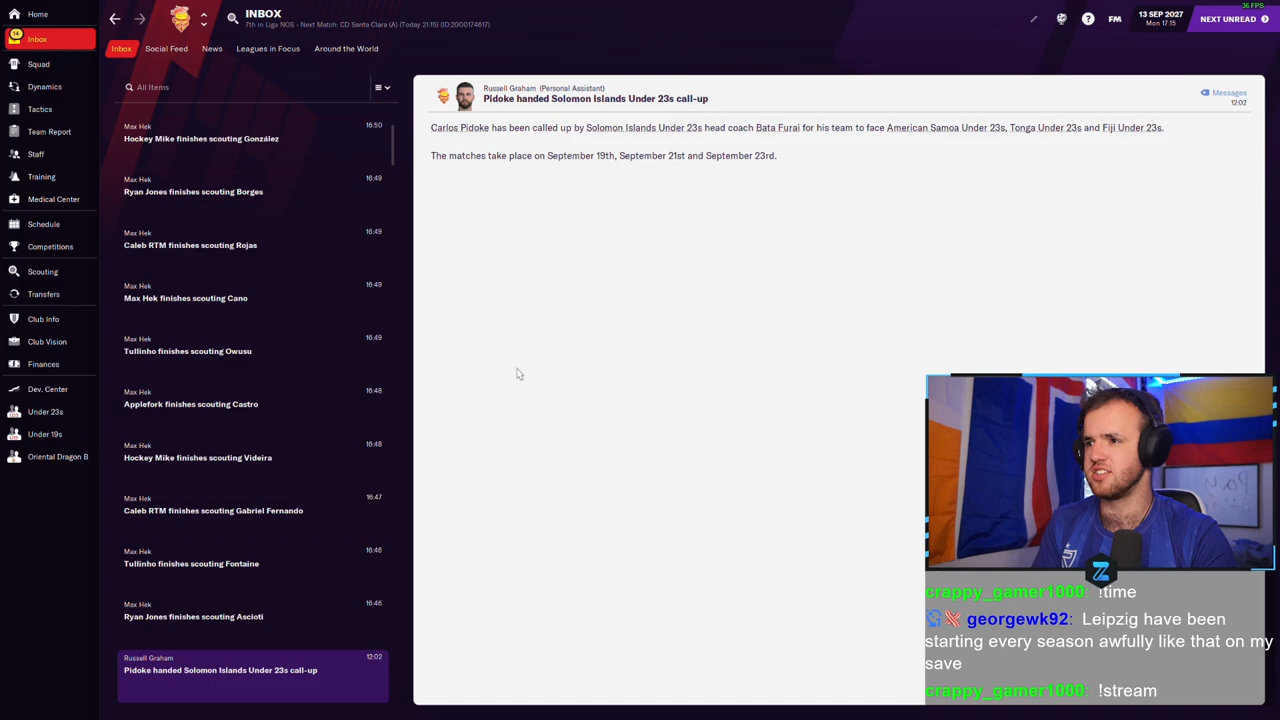 36 FPS
Home
14
Inbox
Squad
Dynamics
Tactics
Team Report
Staff
Training
Medical Center
Schedule
Competitions
Scouting
Transfers
Club Info
Club Vision
Finances
Dev. Center
Under 23s
Under 19s
Oriental Dragon B
INBOX
7th in Liga NOS - Next Match: CD Santa Clara (A) (Today 21:15) (ID:2000174817)
?
FM
13 SEP 2027
Mon 17:15
NEXT UNREAD
Inbox
Social Feed
News
Leagues in Focus
Around the World
All Items
Max Hek
16:50
Hockey Mike finishes scouting González
Max Hek
16:49
Ryan Jones finishes scouting Borges
Max Hek
16:49
Caleb RTM finishes scouting Rojas
Max Hek
16:49
Max Hek finishes scouting Cano
Max Hek
16:49
Tullinho finishes scouting Owusu
Max Hek
16:48
Applefork finishes scouting Castro
Max Hek
16:48
Hockey Mike finishes scouting Videira
Max Hek
16:47
Caleb RTM finishes scouting Gabriel Fernando
Max Hek
16:46
Tullinho finishes scouting Fontaine
Max Hek
16:46
Ryan Jones finishes scouting Ascioti
Russell Graham
12:02
Pidoke handed Solomon Islands Under 23s call-up
Russell Graham (Personal Assistant)
Pidoke handed Solomon Islands Under 23s call-up
Messages
12:02
Carlos Pidoke has been called up by Solomon Islands Under 23s head coach Bata Furai for his team to face American Samoa Under 23s, Tonga Under 23s and Fiji Under 23s.
The matches take place on September 19th, September 21st and September 23rd.
crappy_gamer1000: !time
georgewk92: Leipzig have been
starting every season awfully like that on my
save
crappy_gamer1000: !stream